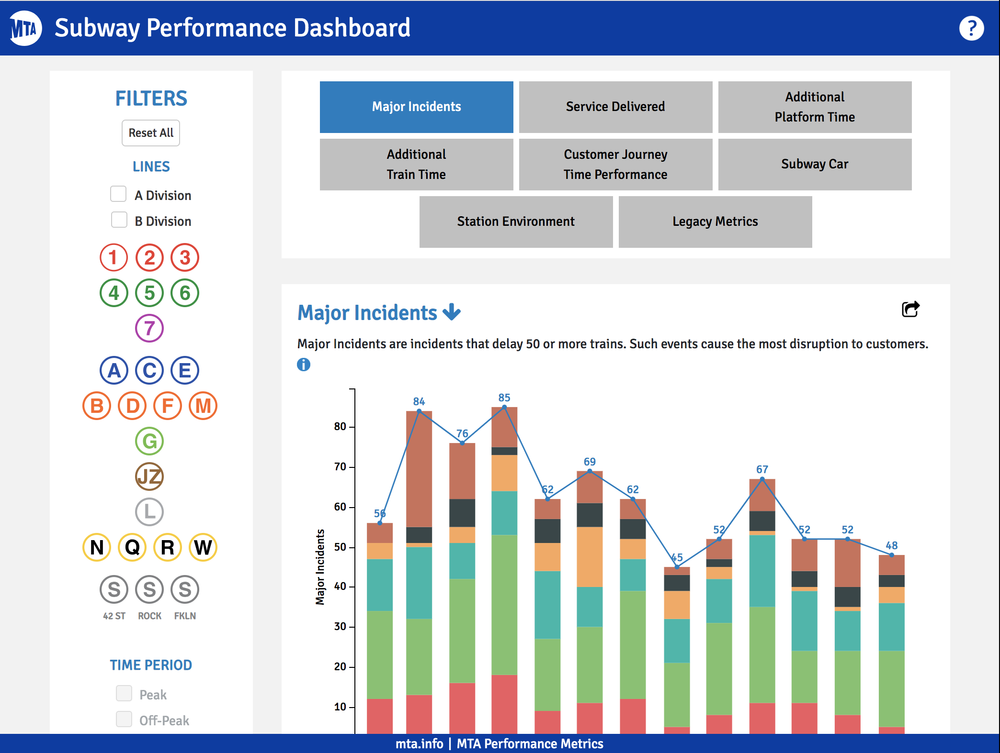 MTA Subway Performance Dashboard ?
FILTERS
Reset All
LINES
A Division
B Division
1 2 3
4 5 6
7
A C E
B D F M
G
JZ
L
N Q R W
S S S
42 ST ROCK FKLN
TIME PERIOD
Peak
Off-Peak
Major Incidents
Service Delivered
Additional
Platform Time
Additional
Train Time
Customer Journey
Time Performance
Subway Car
Station Environment
Legacy Metrics
Major Incidents
Major Incidents are incidents that delay 50 or more trains. Such events cause the most disruption to customers.
i
Major Incidents
80
70
60
50
40
30
20
10
56
84
76
85
62
69
62
45
52
67
52
52
48
mta.info | MTA Performance Metrics